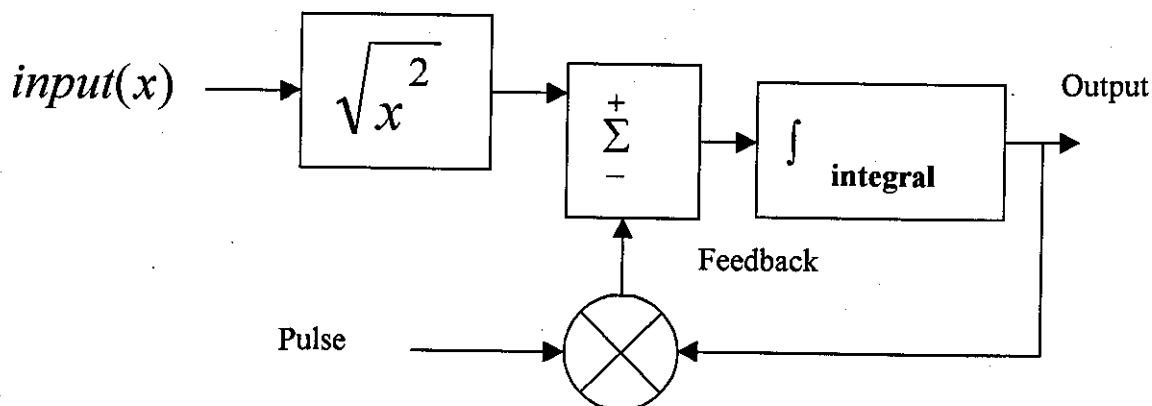 input(x)
√x²
+
Σ
−
∫
integral
Output
Feedback
Pulse